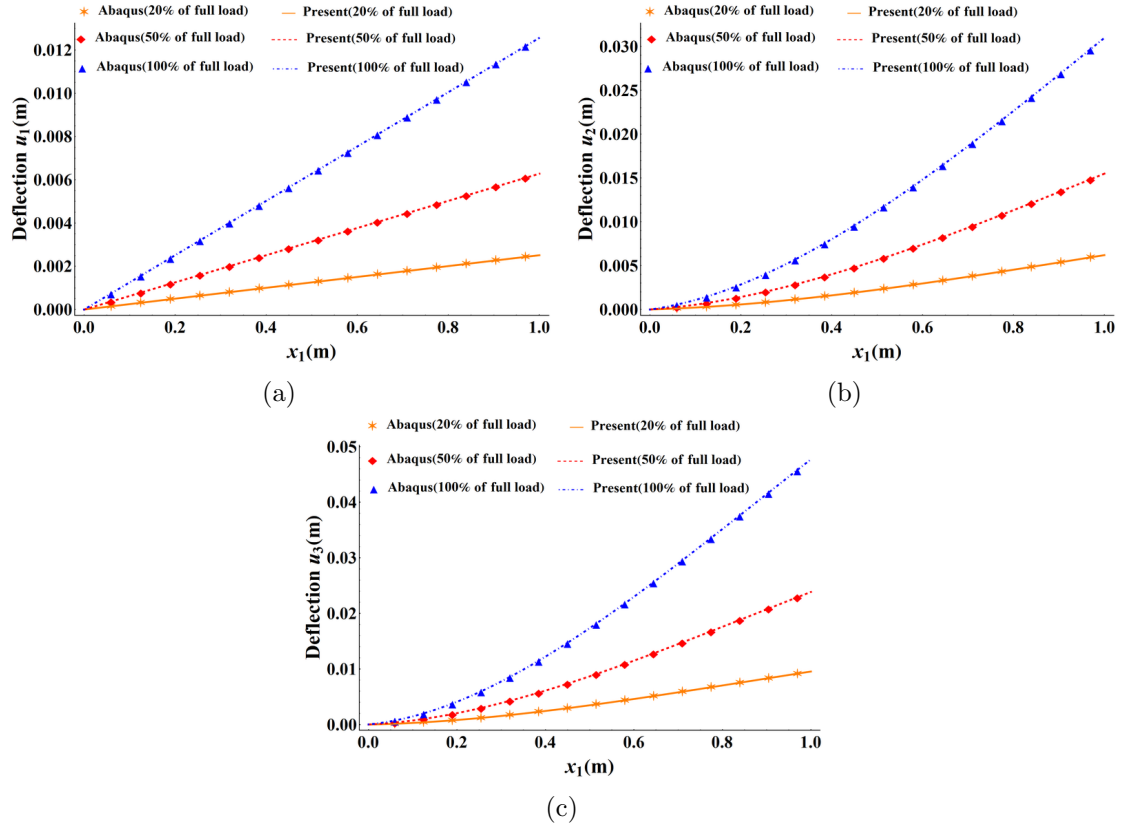 Abaqus(20% of full load) Present(20% of full load)
Abaqus(50% of full load) Present(50% of full load)
Abaqus(100% of full load) Present(100% of full load)
0.012
0.010
0.008
0.006
0.004
0.002
0.000
Deflection u1(m)
0.0 0.2 0.4 0.6 0.8 1.0
x1(m)
(a)
Abaqus(20% of full load) Present(20% of full load)
Abaqus(50% of full load) Present(50% of full load)
Abaqus(100% of full load) Present(100% of full load)
0.030
0.025
0.020
0.015
0.010
0.005
0.000
Deflection u2(m)
0.0 0.2 0.4 0.6 0.8 1.0
x1(m)
(b)
Abaqus(20% of full load) Present(20% of full load)
Abaqus(50% of full load) Present(50% of full load)
Abaqus(100% of full load) Present(100% of full load)
0.05
0.04
0.03
0.02
0.01
0.00
Deflection u3(m)
0.0 0.2 0.4 0.6 0.8 1.0
x1(m)
(c)